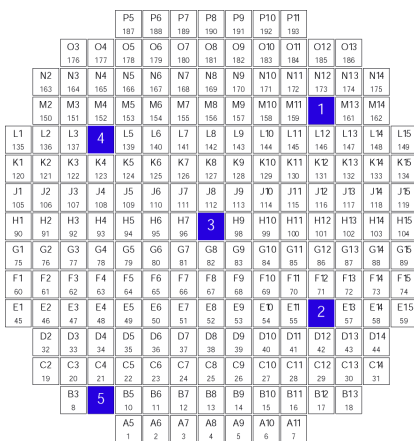 P5 P6 P7 P8 P9 P10 P11
187 188 189 190 191 192 193
O3 O4 O5 O6 O7 O8 O9 O10 O11 O12 O13
176 177 178 179 180 181 182 183 184 185 186
N2 N3 N4 N5 N6 N7 N8 N9 N10 N11 N12 N13 N14
163 164 165 166 167 168 169 170 171 172 173 174 175
M2 M3 M4 M5 M6 M7 M8 M9 M10 M11 1 M13 M14
150 151 152 153 154 155 156 157 158 159 161 162
L1 L2 L3 4 L5 L6 L7 L8 L9 L10 L11 L12 L13 L14 L15
135 136 137 139 140 141 142 143 144 145 146 147 148 149
K1 K2 K3 K4 K5 K6 K7 K8 K9 K10 K11 K12 K13 K14 K15
120 121 122 123 124 125 126 127 128 129 130 131 132 133 134
J1 J2 J3 J4 J5 J6 J7 J8 J9 J10 J11 J12 J13 J14 J15
105 106 107 108 109 110 111 112 113 114 115 116 117 118 119
H1 H2 H3 H4 H5 H6 H7 3 H9 H10 H11 H12 H13 H14 H15
90 91 92 93 94 95 96 98 99 100 101 102 103 104
G1 G2 G3 G4 G5 G6 G7 G8 G9 G10 G11 G12 G13 G14 G15
75 76 77 78 79 80 81 82 83 84 85 86 87 88 89
F1 F2 F3 F4 F5 F6 F7 F8 F9 F10 F11 F12 F13 F14 F15
60 61 62 63 64 65 66 67 68 69 70 71 72 73 74
E1 E2 E3 E4 E5 E6 E7 E8 E9 E10 E11 2 E13 E14 E15
45 46 47 48 49 50 51 52 53 54 55 57 58 59
D2 D3 D4 D5 D6 D7 D8 D9 D10 D11 D12 D13 D14
32 33 34 35 36 37 38 39 40 41 42 43 44
C2 C3 C4 C5 C6 C7 C8 C9 C10 C11 C12 C13 C14
19 20 21 22 23 24 25 26 27 28 29 30 31
B3 5 B5 B6 B7 B8 B9 B10 B11 B12 B13
8 10 11 12 13 14 15 16 17 18
A5 A6 A7 A8 A9 A10 A11
1 2 3 4 5 6 7